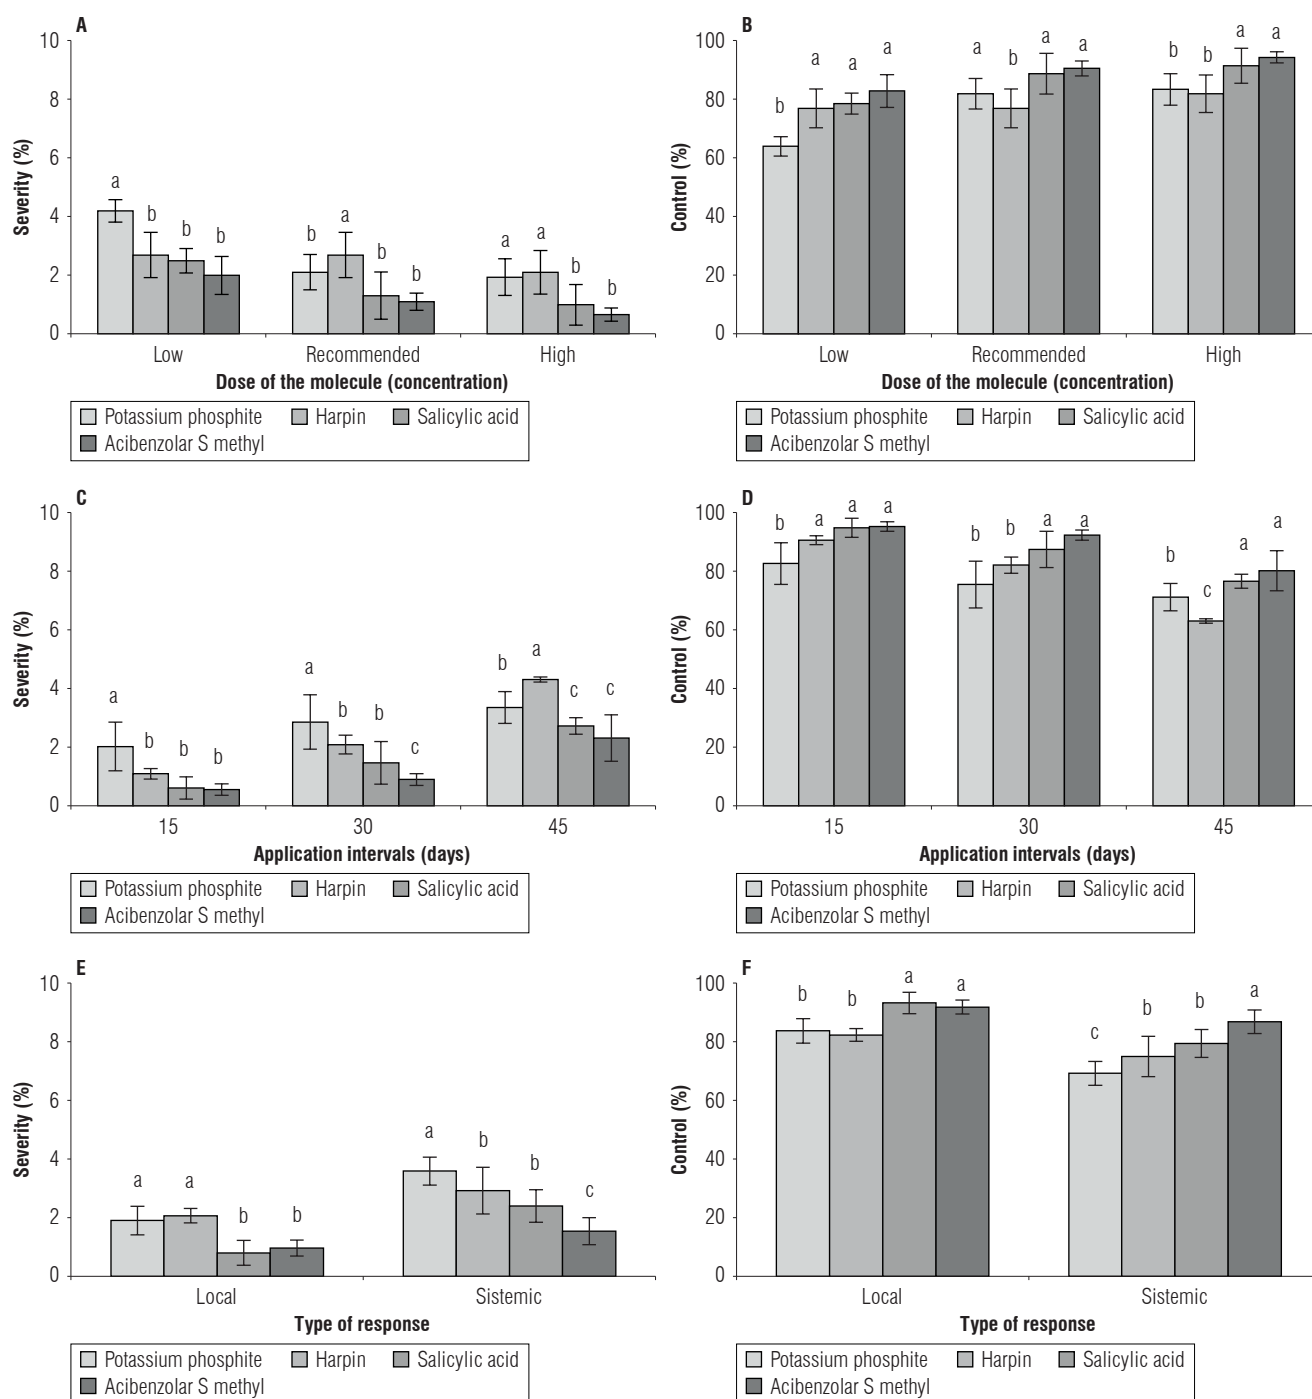 A
10
8
6
4
2
0
Severity (%)
a b b b
b a b b
a a b b
Low Recommended High
Dose of the molecule (concentration)
Potassium phosphite Harpin Salicylic acid
Acibenzolar S methyl
B
100
80
60
40
20
0
Control (%)
b a a a
a b a a
b b a a
Low Recommended High
Dose of the molecule (concentration)
Potassium phosphite Harpin Salicylic acid
Acibenzolar S methyl
C
10
8
6
4
2
0
Severity (%)
a b b b
a b b c
b a c c
15 30 45
Application intervals (days)
Potassium phosphite Harpin Salicylic acid
Acibenzolar S methyl
D
100
80
60
40
20
0
Control (%)
b a a a
b b a a
b c a a
15 30 45
Application intervals (days)
Potassium phosphite Harpin Salicylic acid
Acibenzolar S methyl
E
10
8
6
4
2
0
Severity (%)
a a b b
a b b c
Local Sistemic
Type of response
Potassium phosphite Harpin Salicylic acid
Acibenzolar S methyl
F
100
80
60
40
20
0
Control (%)
b b a a
c b b a
Local Sistemic
Type of response
Potassium phosphite Harpin Salicylic acid
Acibenzolar S methyl